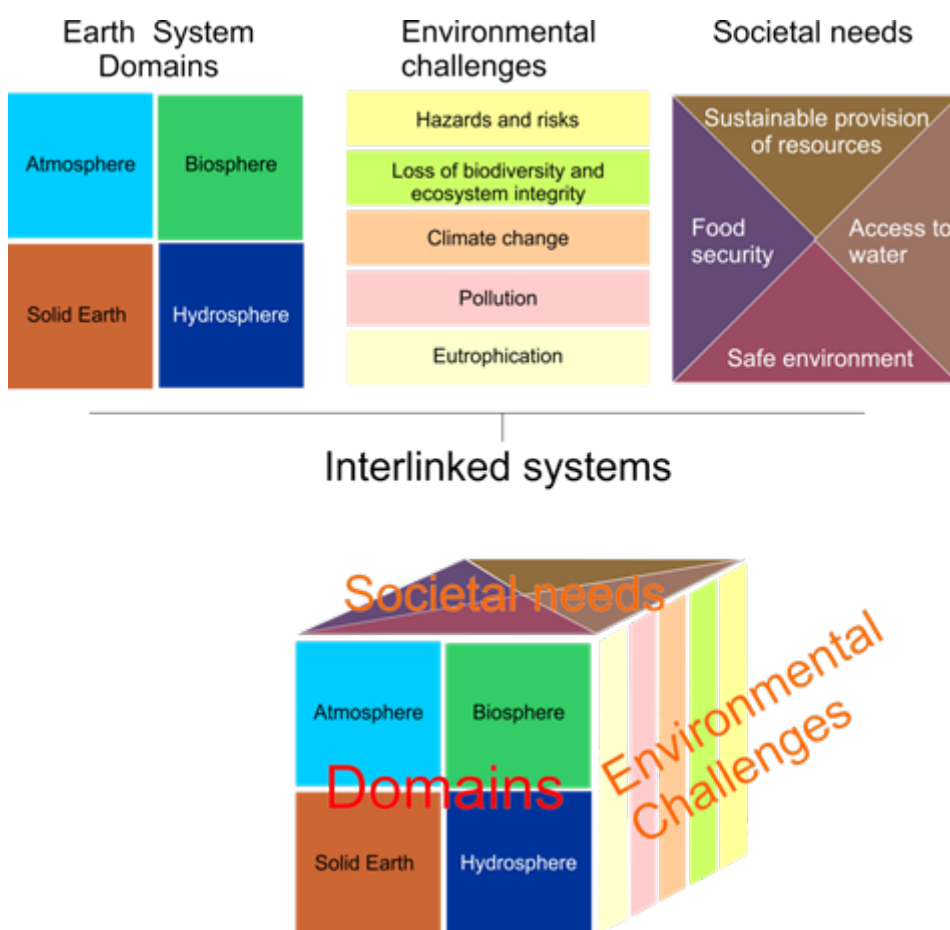 Earth System
Domains
Environmental
challenges
Societal needs
Atmosphere
Biosphere
Solid Earth
Hydrosphere
Hazards and risks
Loss of biodiversity and
ecosystem integrity
Climate change
Pollution
Eutrophication
Sustainable provision
of resources
Food
security
Access to
water
Safe environment
Interlinked systems
Societal needs
Atmosphere
Biosphere
Domains
Solid Earth
Hydrosphere
Environmental
Challenges